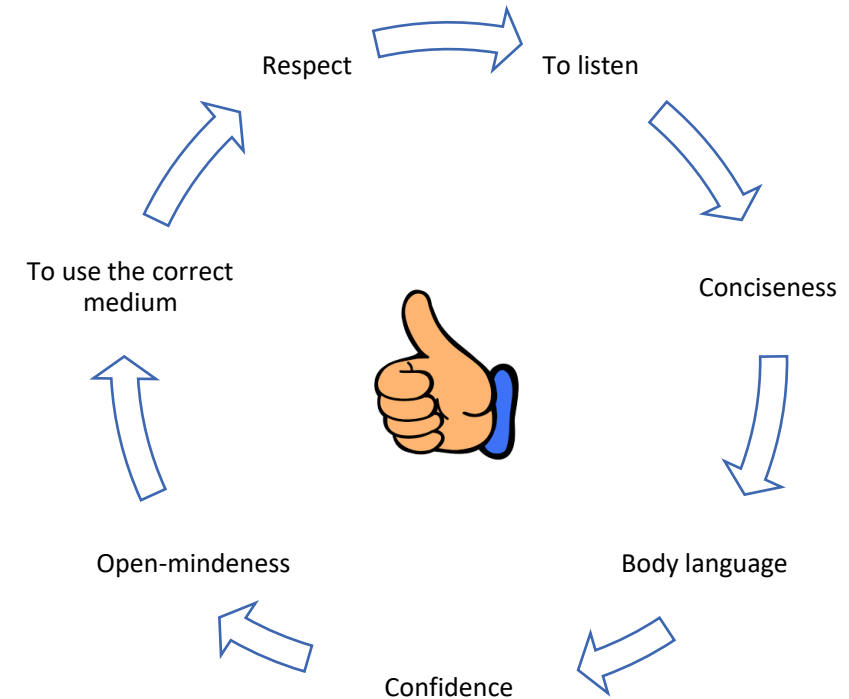 Respect
To listen
Conciseness
Body language
Confidence
Open-mindeness
To use the correct
medium